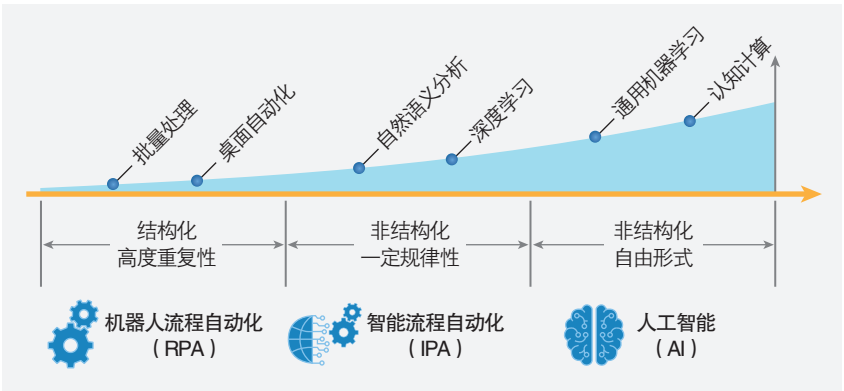 批量处理
桌面自动化
自然语义分析
深度学习
通用机器学习
认知计算
结构化
高度重复性
非结构化
一定规律性
非结构化
自由形式
机器人流程自动化
（RPA）
智能流程自动化
（IPA）
人工智能
（AI）